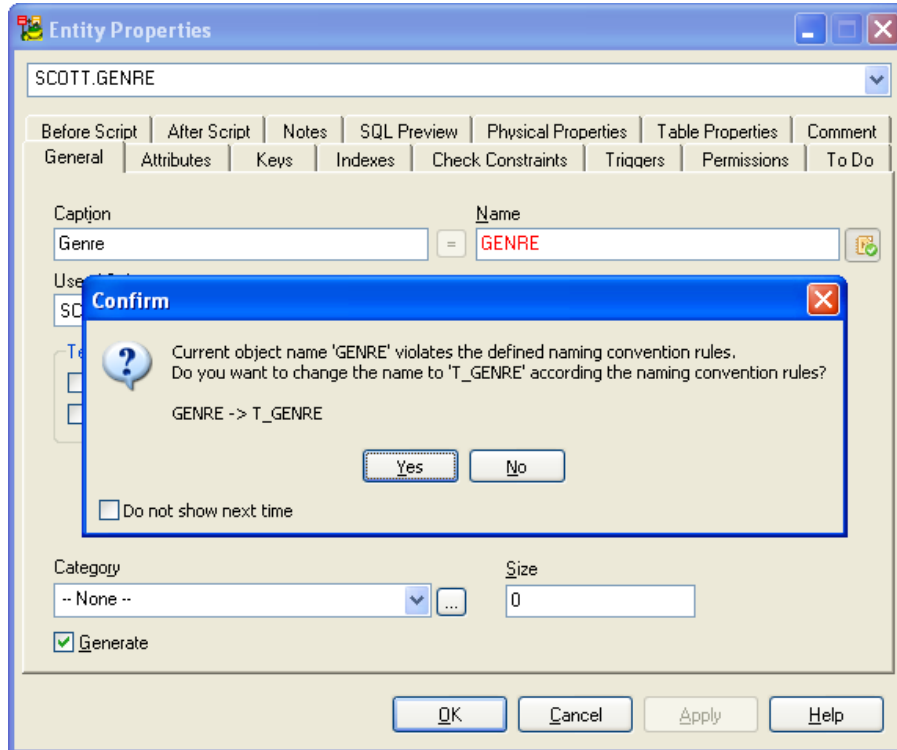 Entity Properties
SCOTT.GENRE
Before Script After Script Notes SQL Preview Physical Properties Table Properties Comment
General Attributes Keys Indexes Check Constraints Triggers Permissions To Do
Caption Name
Genre = GENRE
Confirm
Current object name 'GENRE' violates the defined naming convention rules.
Do you want to change the name to 'T_GENRE' according the naming convention rules?
GENRE -> T_GENRE
Yes No
Do not show next time
Category Size
-- None -- ... 0
Generate
OK Cancel Apply Help